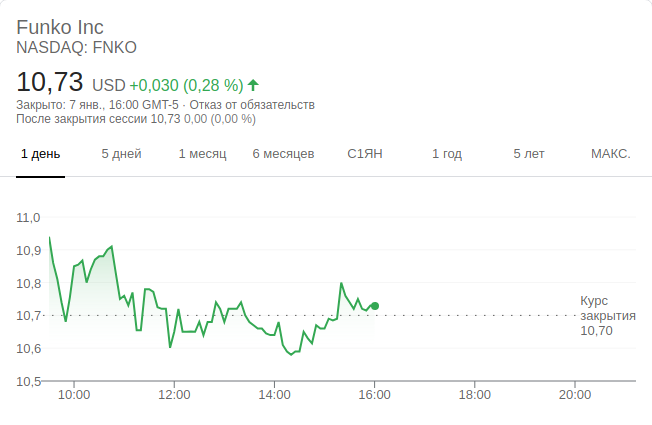 Funko Inc
NASDAQ: FNKO
10,73 USD +0,030 (0,28 %)
Закрыто: 7 янв., 16:00 GMT-5 · Отказ от обязательств
После закрытия сессии 10,73 0,00 (0,00 %)
1 день 5 дней 1 месяц 6 месяцев С1ЯН 1 год 5 лет МАКС.
11,0
10,9
10,8
10,7
10,6
10,5
Курс
закрытия
10,70
10:00 12:00 14:00 16:00 18:00 20:00